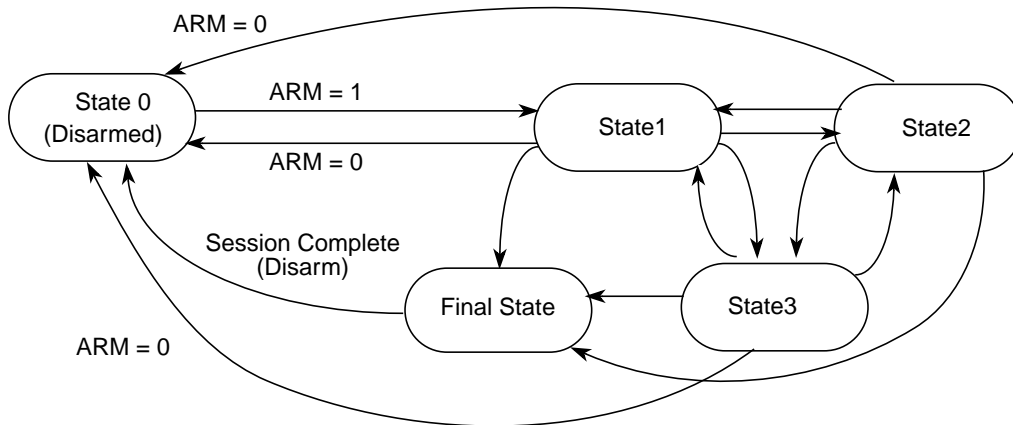 ARM = 0
State 0
(Disarmed)
ARM = 1
ARM = 0
State1
State2
Session Complete
(Disarm)
Final State
State3
ARM = 0